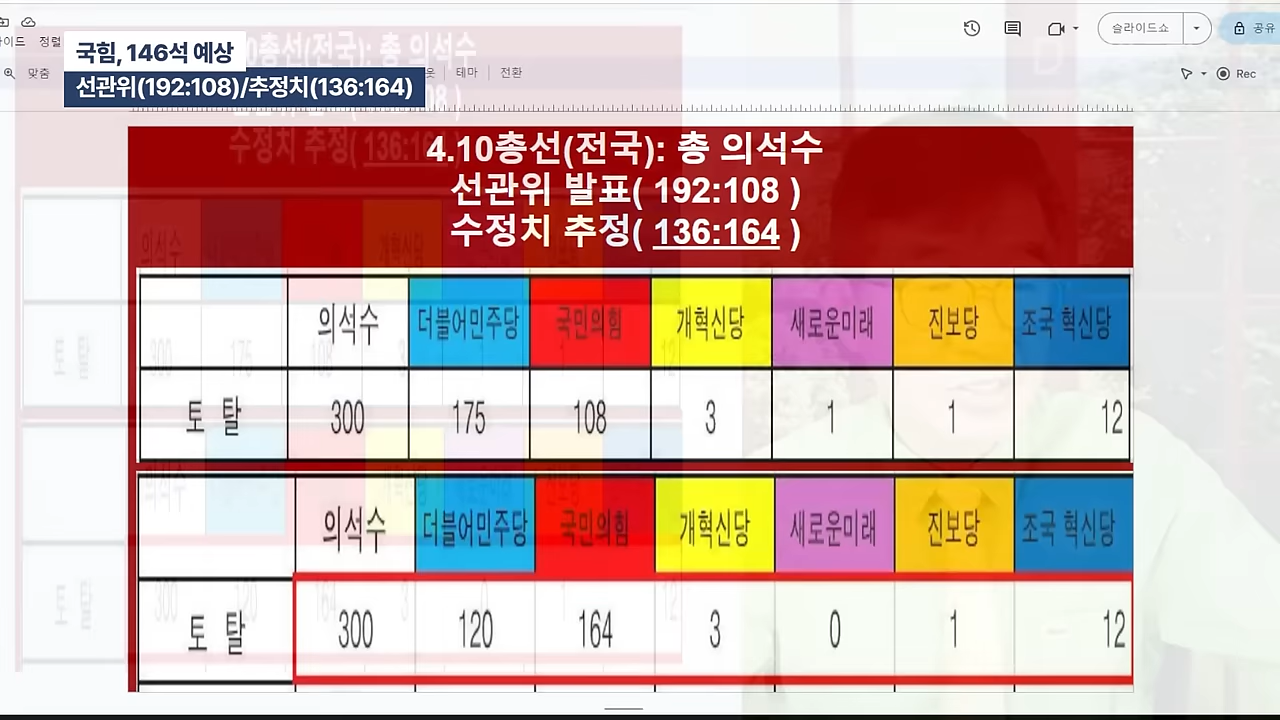 국힘, 146석 예상
선관위(192:108)/추정치(136:164)
맞춤
테마
전환
슬라이드쇼
공유
Rec
4.10총선(전국): 총 의석수
선관위 발표( 192:108 )
수정치 추정( 136:164 )
의석수 더불어민주당 국민의힘 개혁신당 새로운미래 진보당 조국 혁신당
토 탈 300 175 108 3 1 1 12
의석수 더불어민주당 국민의힘 개혁신당 새로운미래 진보당 조국 혁신당
토 탈 300 120 164 3 0 1 12